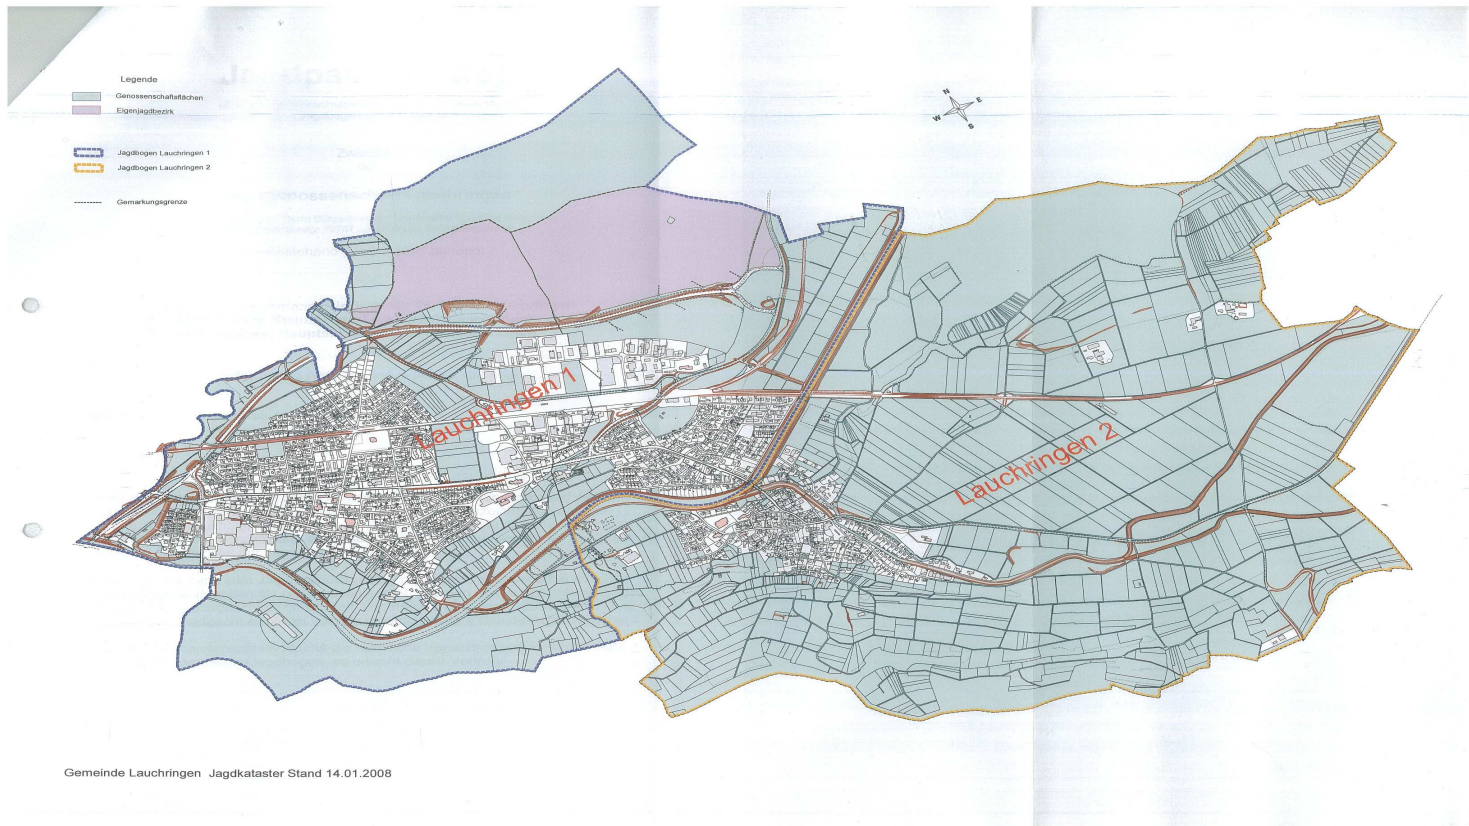 Legende
Genossenschaftsflächen
Eigenjagdbezirk
Jagdbogen Lauchringen 1
Jagdbogen Lauchringen 2
Gemarkungsgrenze
N
E
W
S
Lauchringen 1
Lauchringen 2
Gemeinde Lauchringen Jagdkataster Stand 14.01.2008